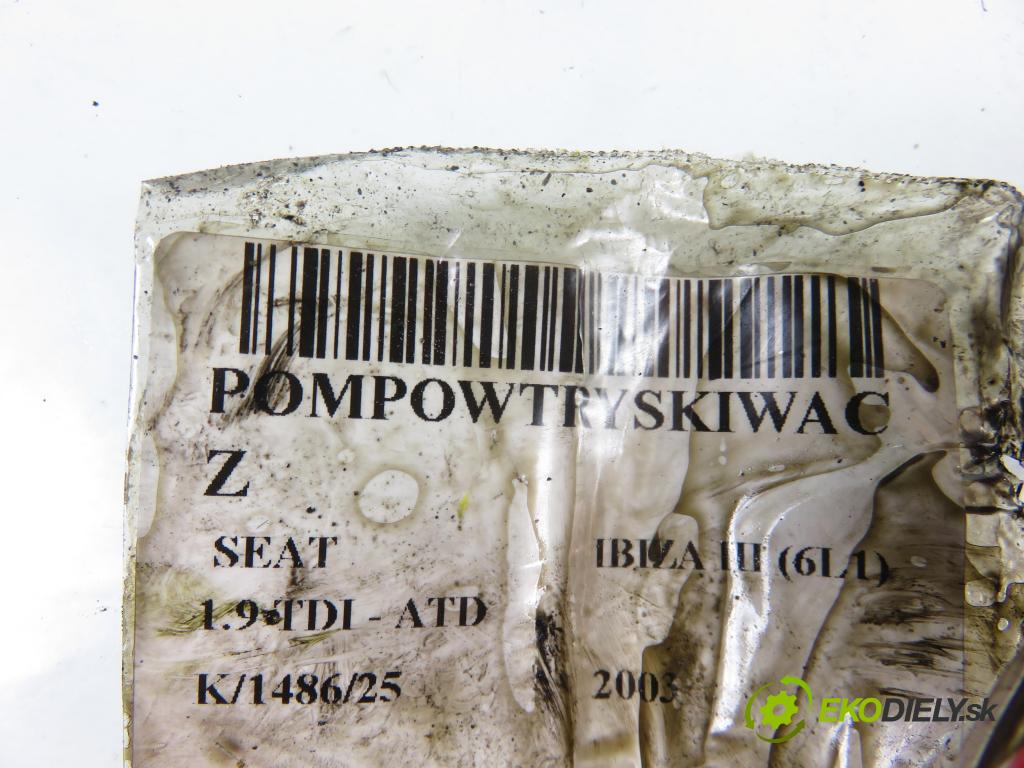 POMPOWTRYSKIWAC
Z
SEAT IBIZA III (6L1)
1.9 TDI - ATD
K/1486/25 2003
EKODIELY.sk